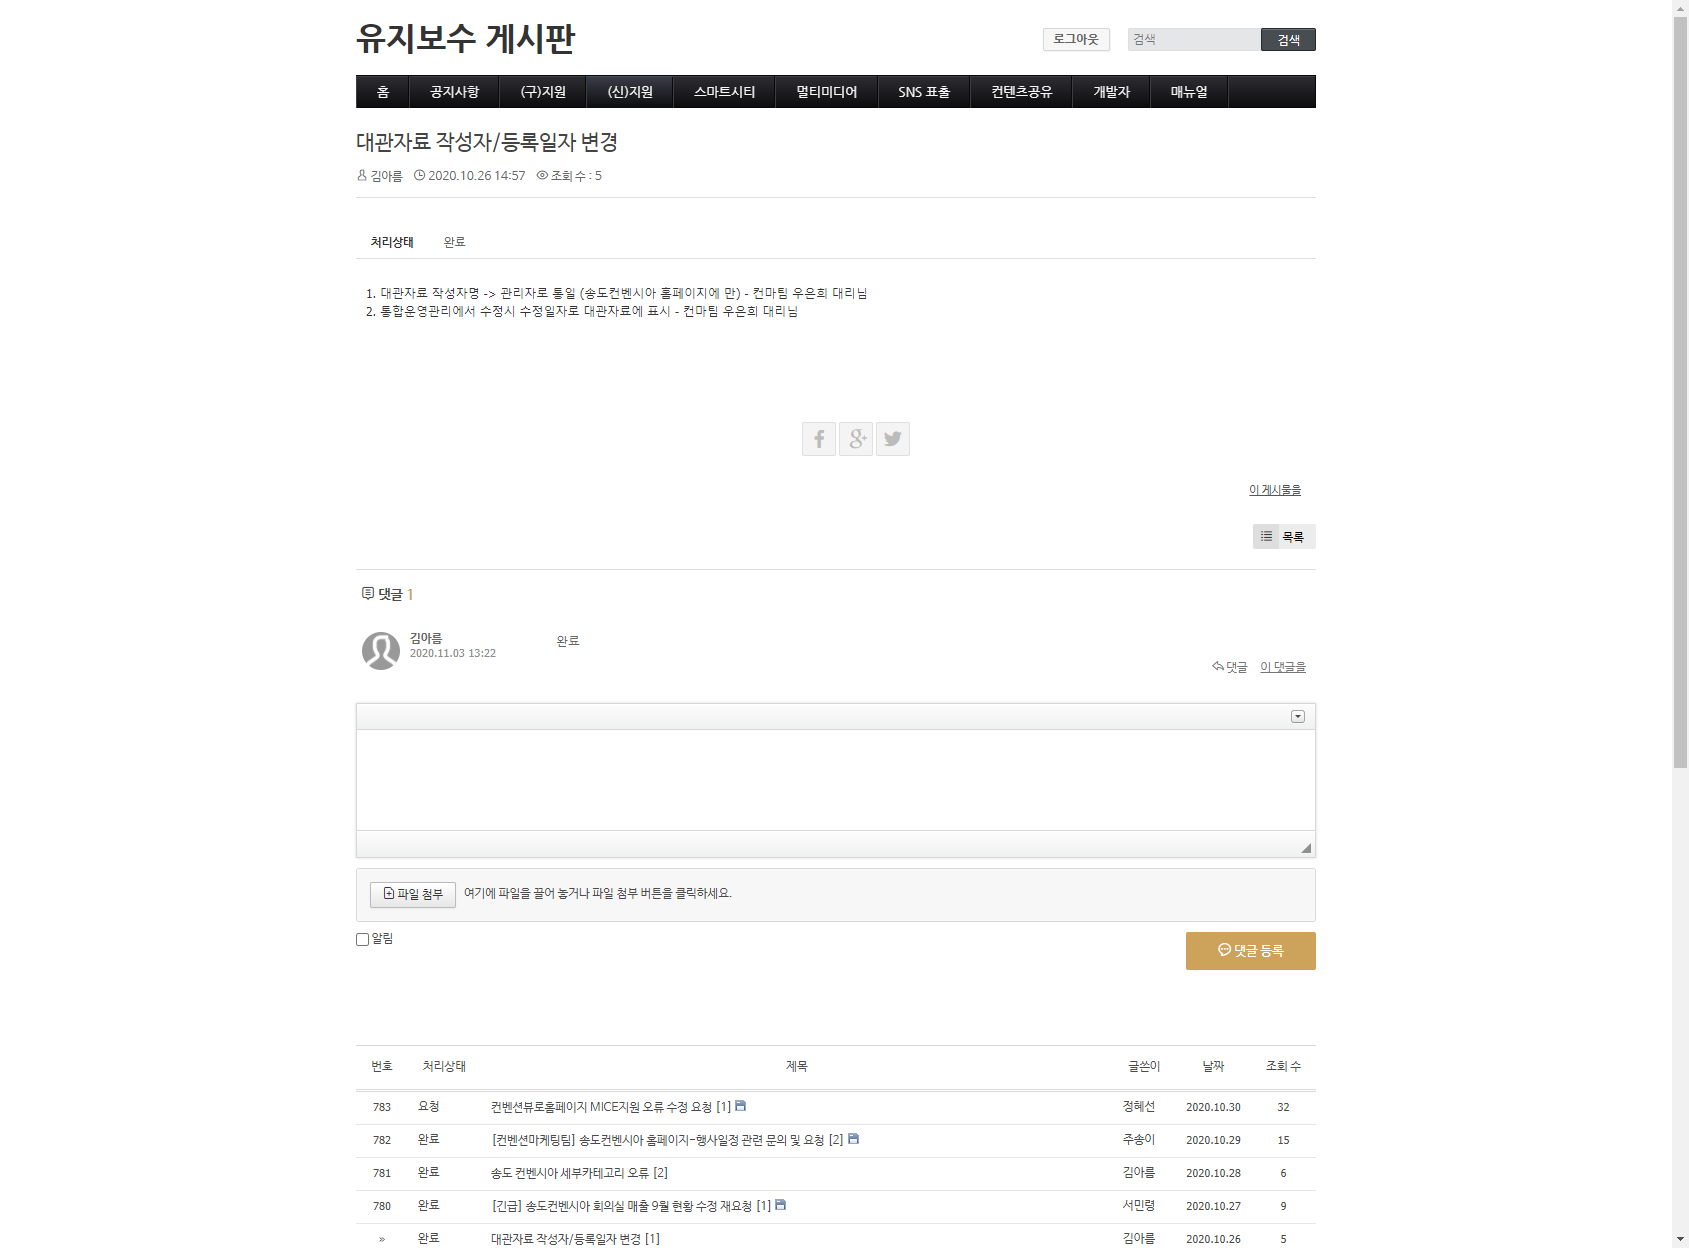 유지보수 게시판
로그아웃 검색 검색
홈 공지사항 (구)지원 (신)지원 스마트시티 멀티미디어 SNS 표출 컨텐츠공유 개발자 매뉴얼
대관자료 작성자/등록일자 변경
김아름 2020.10.26 14:57 조회 수 : 5
처리상태 완료
1. 대관자료 작성자명 -> 관리자로 통일 (송도컨벤시아 홈페이지에 만) - 컨마팀 우은희 대리님
2. 통합운영관리에서 수정시 수정일자로 대관자료에 표시 - 컨마팀 우은희 대리님
이 게시물을
목록
댓글 1
김아름 완료
2020.11.03 13:22
댓글 이 댓글을
파일 첨부 여기에 파일을 끌어 놓거나 파일 첨부 버튼을 클릭하세요.
알림
댓글 등록
번호 처리상태 제목 글쓴이 날짜 조회 수
783 요청 컨벤션뷰로홈페이지 MICE지원 오류 수정 요청 [1] 정혜선 2020.10.30 32
782 완료 [컨벤션마케팅팀] 송도컨벤시아 홈페이지-행사일정 관련 문의 및 요청 [2] 주송이 2020.10.29 15
781 완료 송도 컨벤시아 세부카테고리 오류 [2] 김아름 2020.10.28 6
780 완료 [긴급] 송도컨벤시아 회의실 매출 9월 현황 수정 재요청 [1] 서민령 2020.10.27 9
» 완료 대관자료 작성자/등록일자 변경 [1] 김아름 2020.10.26 5